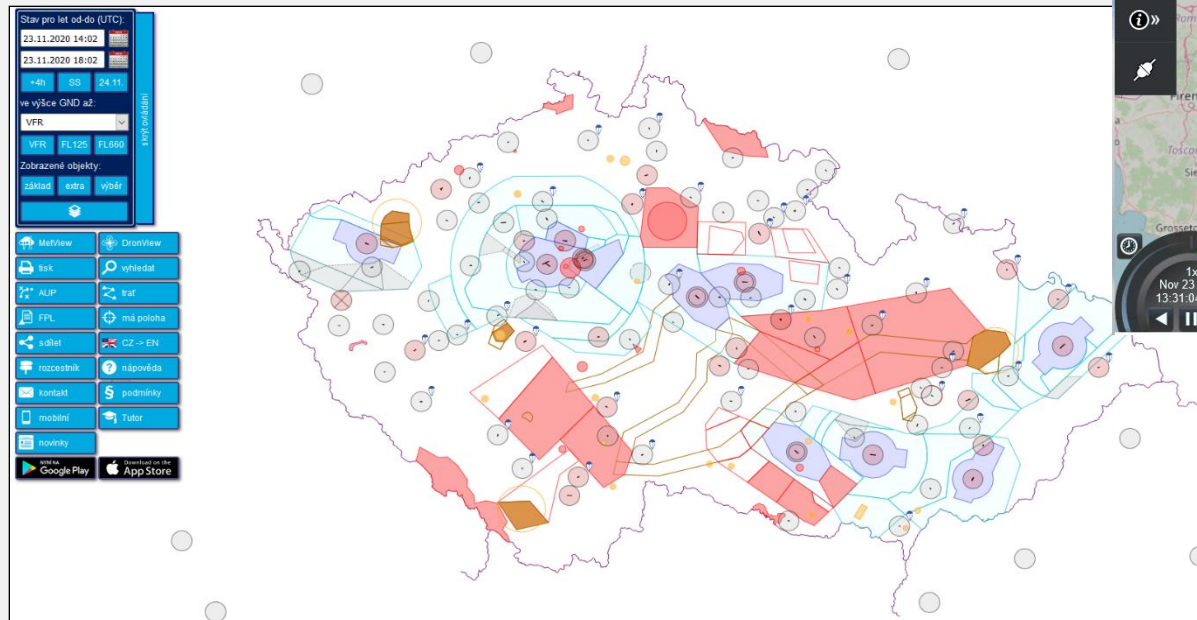 Stav pro let od-do (UTC):
23.11.2020 14:02
23.11.2020 18:02
+4h SS 24.11.
ve výšce GND až:
VFR
VFR FL125 FL660
Zobrazené objekty:
základ extra výběr
skrýt ovládání
MetView DronView
tisk vyhledat
AUP trať
FPL má poloha
sdílet CZ -> EN
rozcestník nápověda
kontakt podmínky
mobilní Tutor
novinky
Google Play
Download on the
App Store
Firen
Tosca
Sie
Grosseto
1x
Nov 23
13:31:04